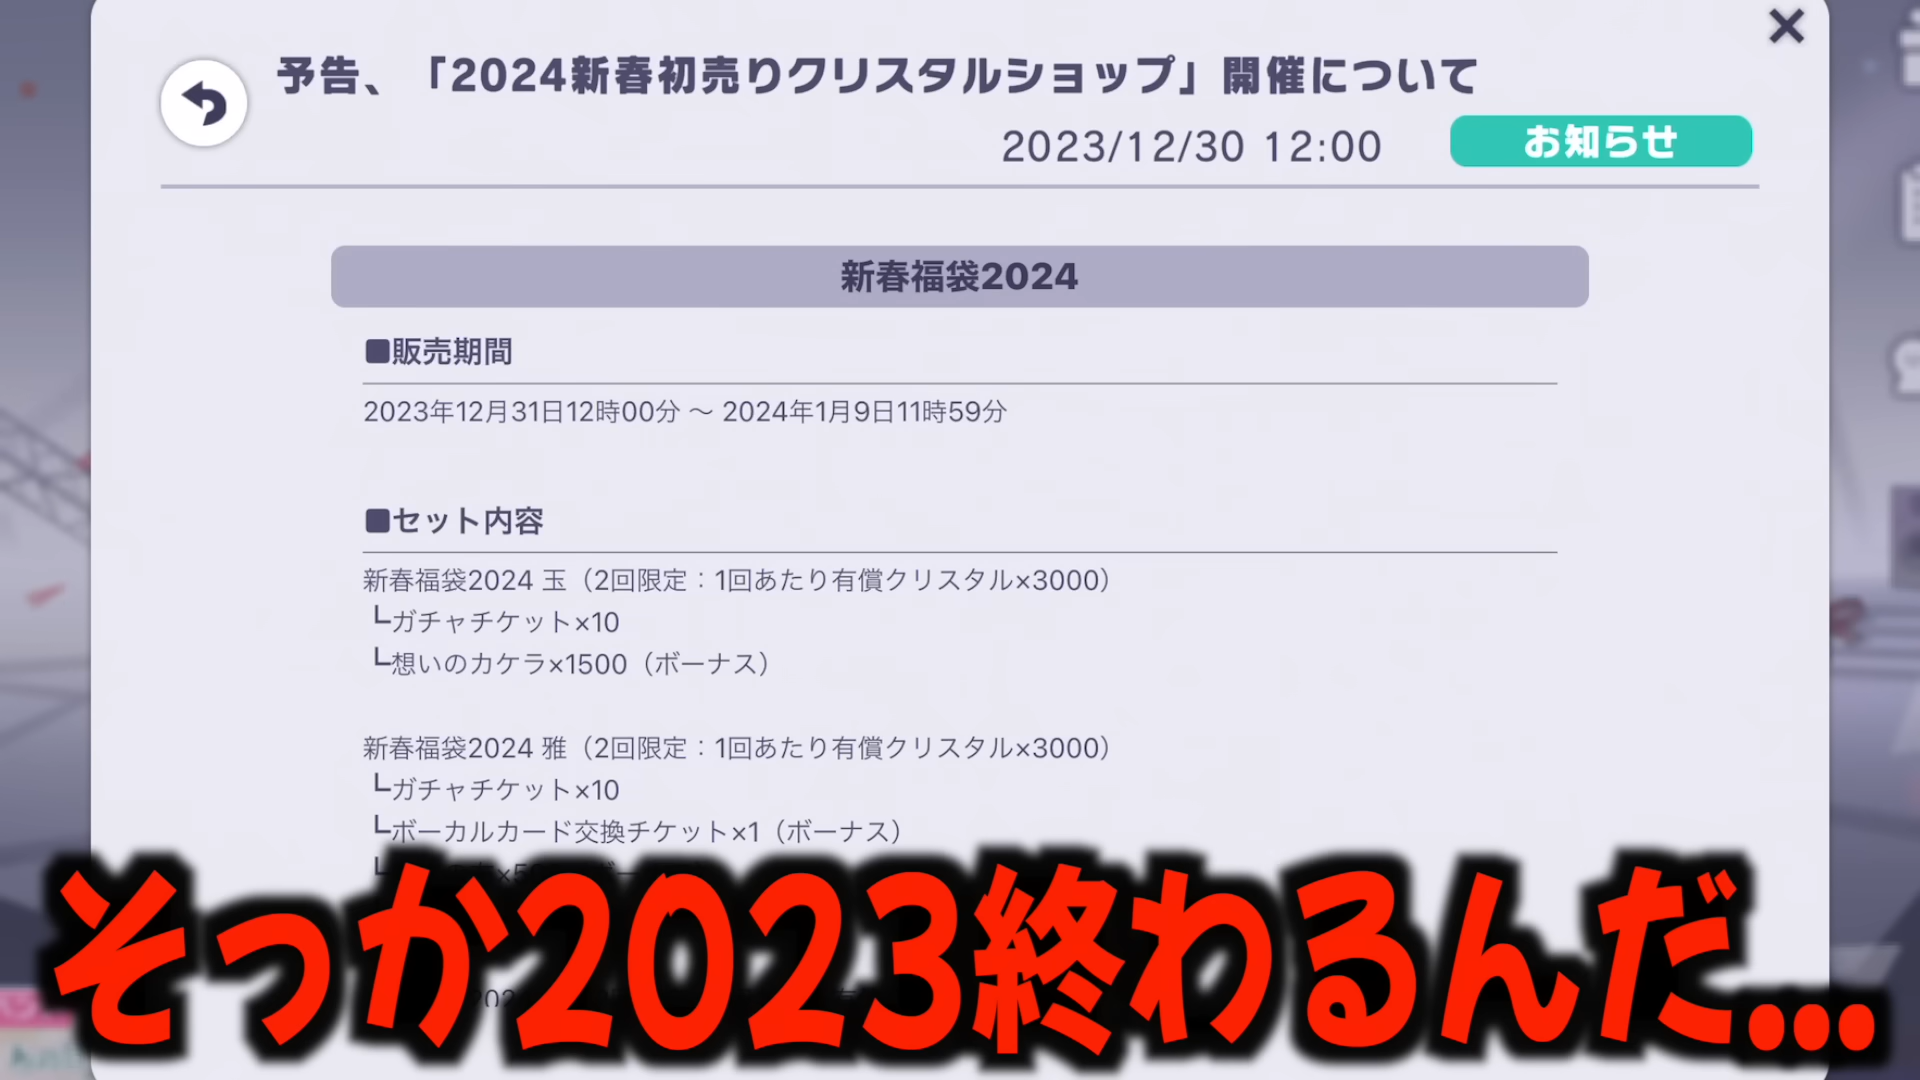 予告、「2024新春初売りクリスタルショップ」開催について
2023/12/30 12:00
お知らせ
新春福袋2024
■販売期間
2023年12月31日12時00分 ～ 2024年1月9日11時59分
■セット内容
新春福袋2024 玉（2回限定：1回あたり有償クリスタル×3000）
┗ガチャチケット×10
┗想いのカケラ×1500（ボーナス）
新春福袋2024 雅（2回限定：1回あたり有償クリスタル×3000）
┗ガチャチケット×10
┗ボーカルカード交換チケット×1（ボーナス）
そっか2023終わるんだ...